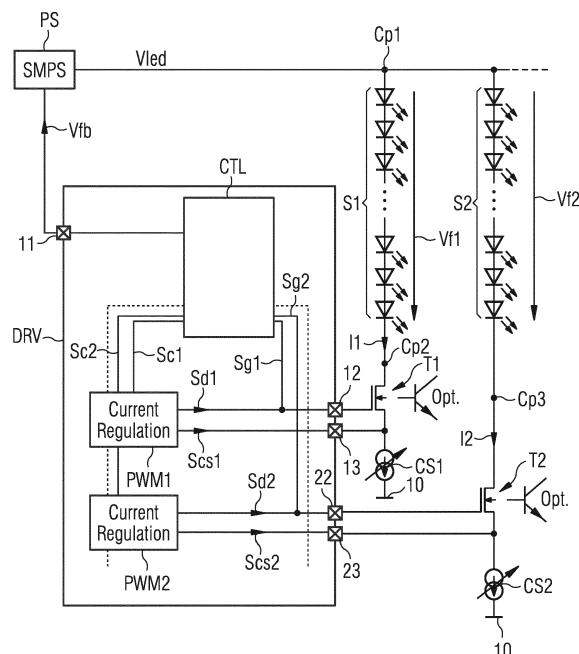 PS
SMPS
Vled
Cp1
Vfb
CTL
11
S1
S2
Vf1
Vf2
Sg2
DRV
Sc2
Sc1
Sg1
I1
Cp2
T1
Cp3
Sd1
12
Opt.
Current
Regulation
Scs1
13
CS1
I2
T2
PWM1
10
22
Opt.
Sd2
Current
Regulation
Scs2
23
PWM2
CS2
10